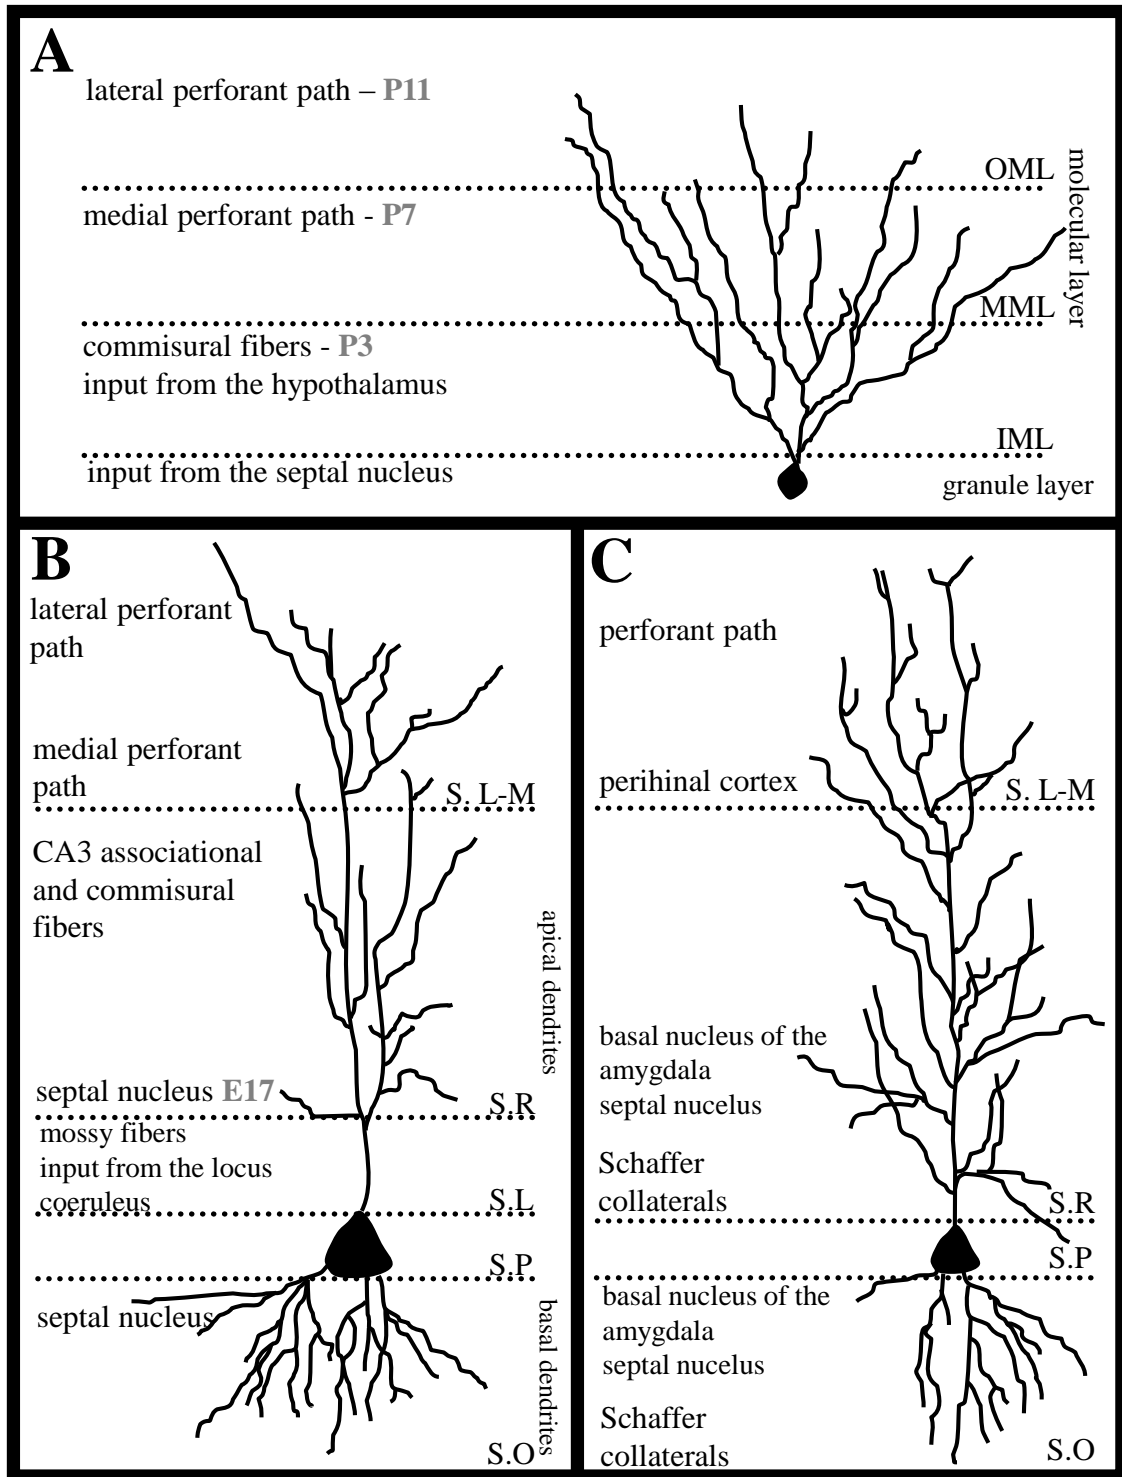 A
lateral perforant path – P11
OML
medial perforant path - P7
molecular layer
MML
commisural fibers - P3
input from the hypothalamus
IML
input from the septal nucleus
granule layer
B
lateral perforant
path
medial perforant
path
S. L-M
CA3 associational
and commisural
fibers
apical dendrites
septal nucleus E17
S.R
mossy fibers
input from the locus
coeruleus
S.L
S.P
septal nucleus
basal dendrites
S.O
C
perforant path
perihinal cortex
S. L-M
basal nucleus of the
amygdala
septal nucelus
Schaffer
collaterals
S.R
S.P
basal nucleus of the
amygdala
septal nucelus
Schaffer
collaterals
S.O